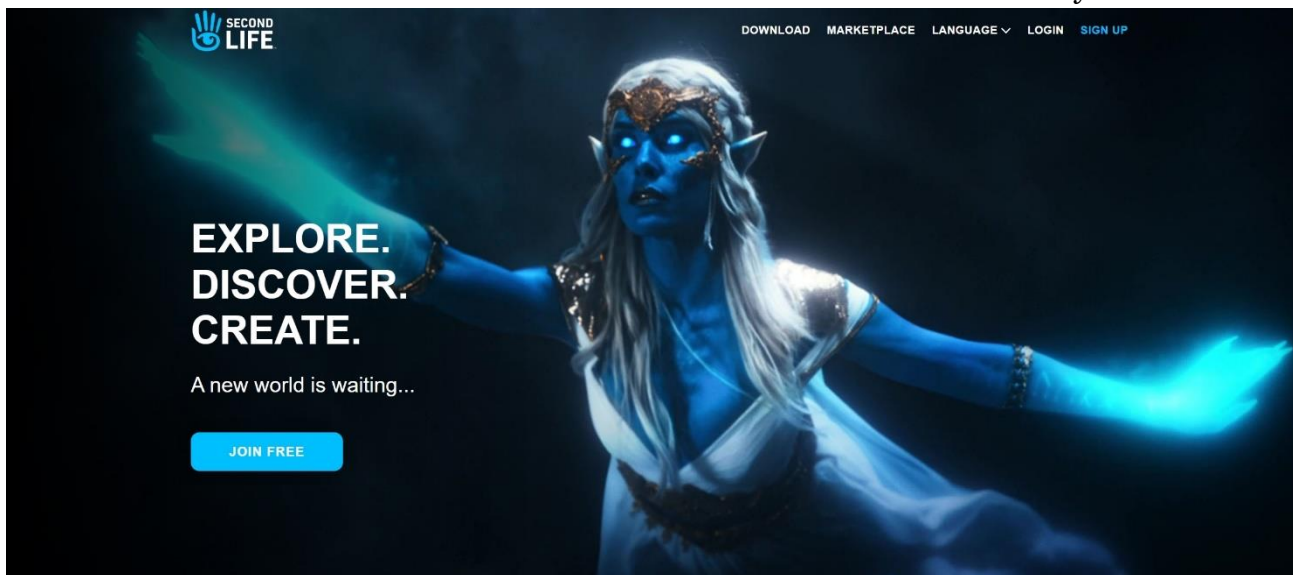 SECOND
LIFE
DOWNLOAD MARKETPLACE LANGUAGE LOGIN SIGN UP
EXPLORE.
DISCOVER.
CREATE.
A new world is waiting...
JOIN FREE